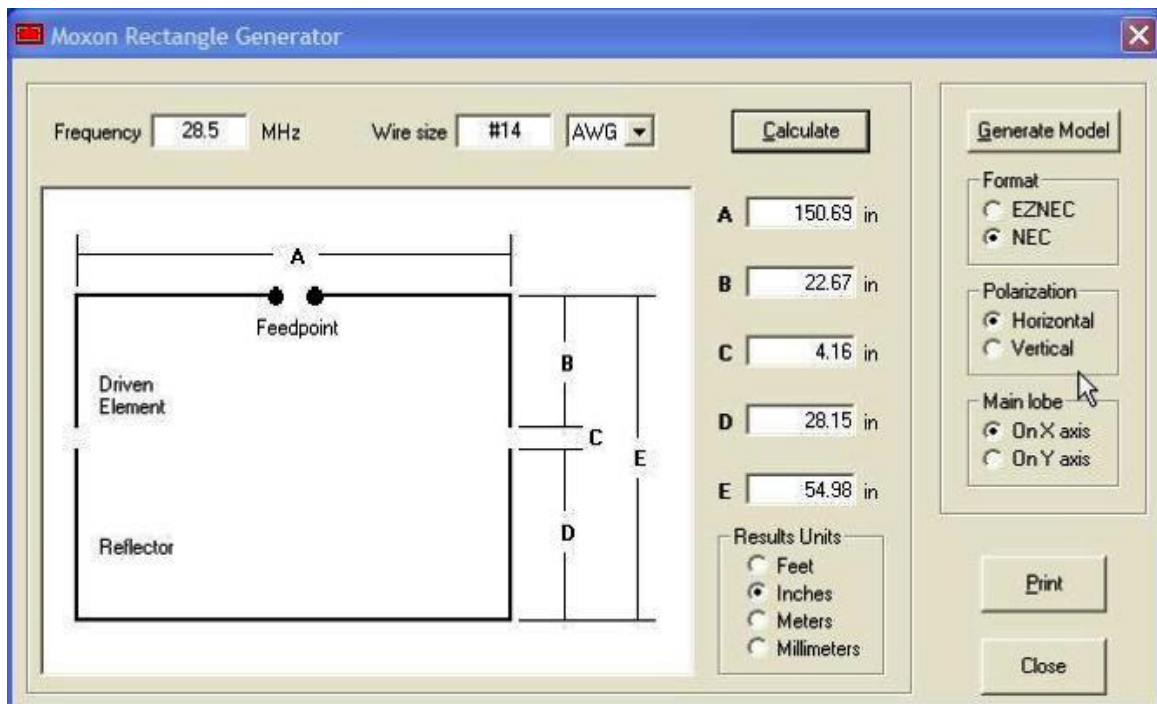 Moxon Rectangle Generator
Frequency 28.5 MHz Wire size #14 AWG Calculate
A
Feedpoint
Driven
Element
B
C
E
D
Reflector
A 150.69 in
B 22.67 in
C 4.16 in
D 28.15 in
E 54.98 in
Results Units
Feet
Inches
Meters
Millimeters
Generate Model
Format
EZNEC
NEC
Polarization
Horizontal
Vertical
Main lobe
On X axis
On Y axis
Print
Close